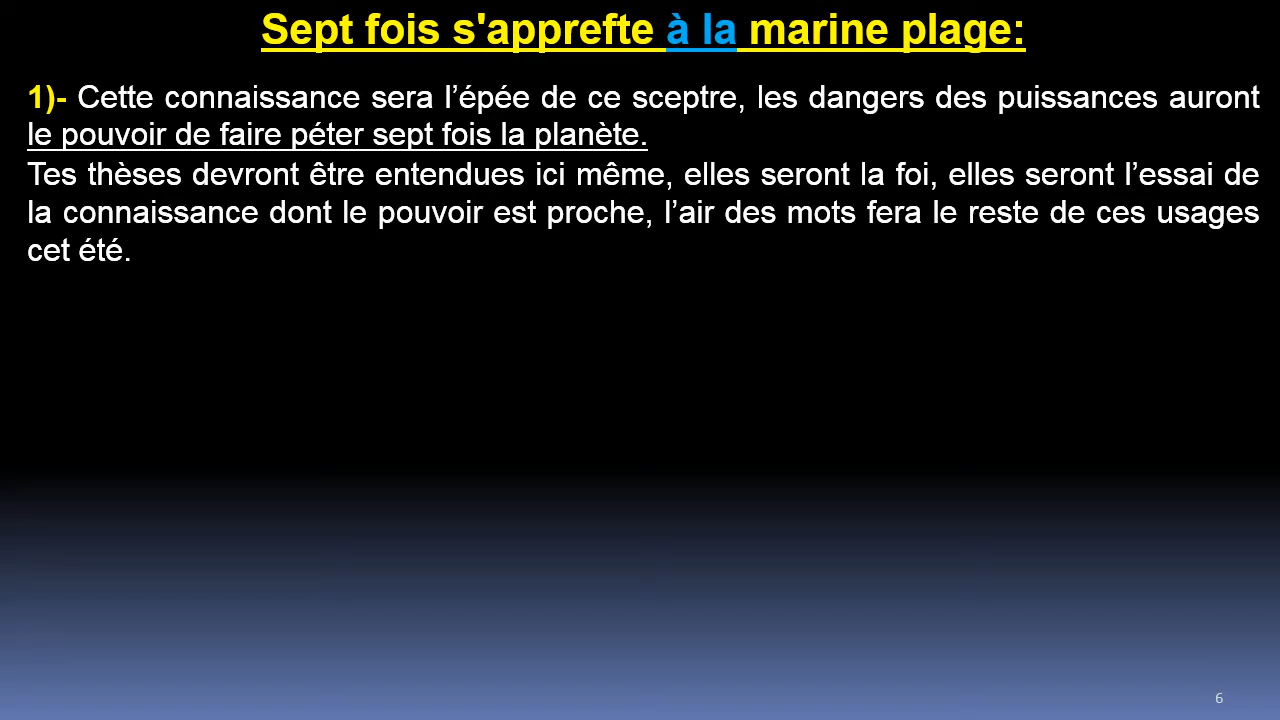 Sept fois s'apprefte à la marine plage:
1)- Cette connaissance sera l’épée de ce sceptre, les dangers des puissances auront
le pouvoir de faire péter sept fois la planète.
Tes thèses devront être entendues ici même, elles seront la foi, elles seront l’essai de
la connaissance dont le pouvoir est proche, l’air des mots fera le reste de ces usages
cet été.
6